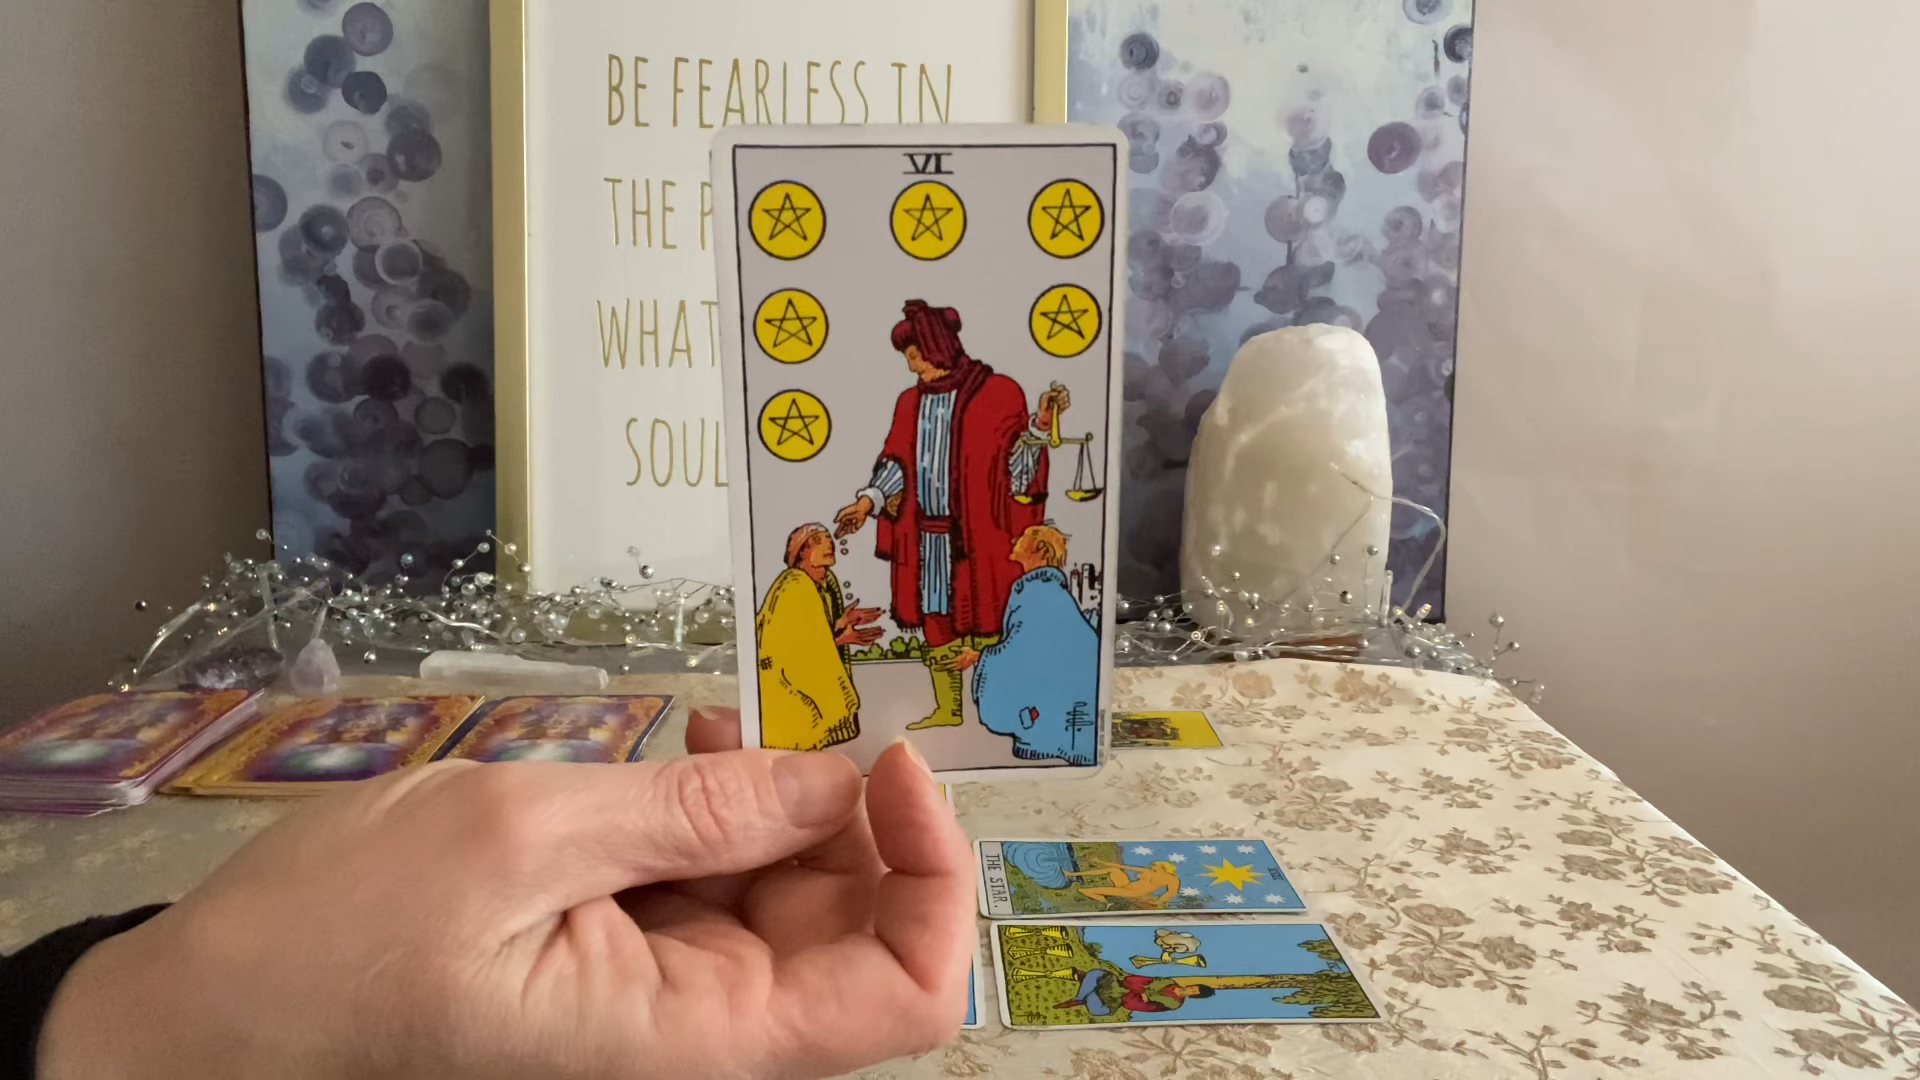 BE FEARLESS IN
THE
WHAT
SOUL
VI
THE STAR.